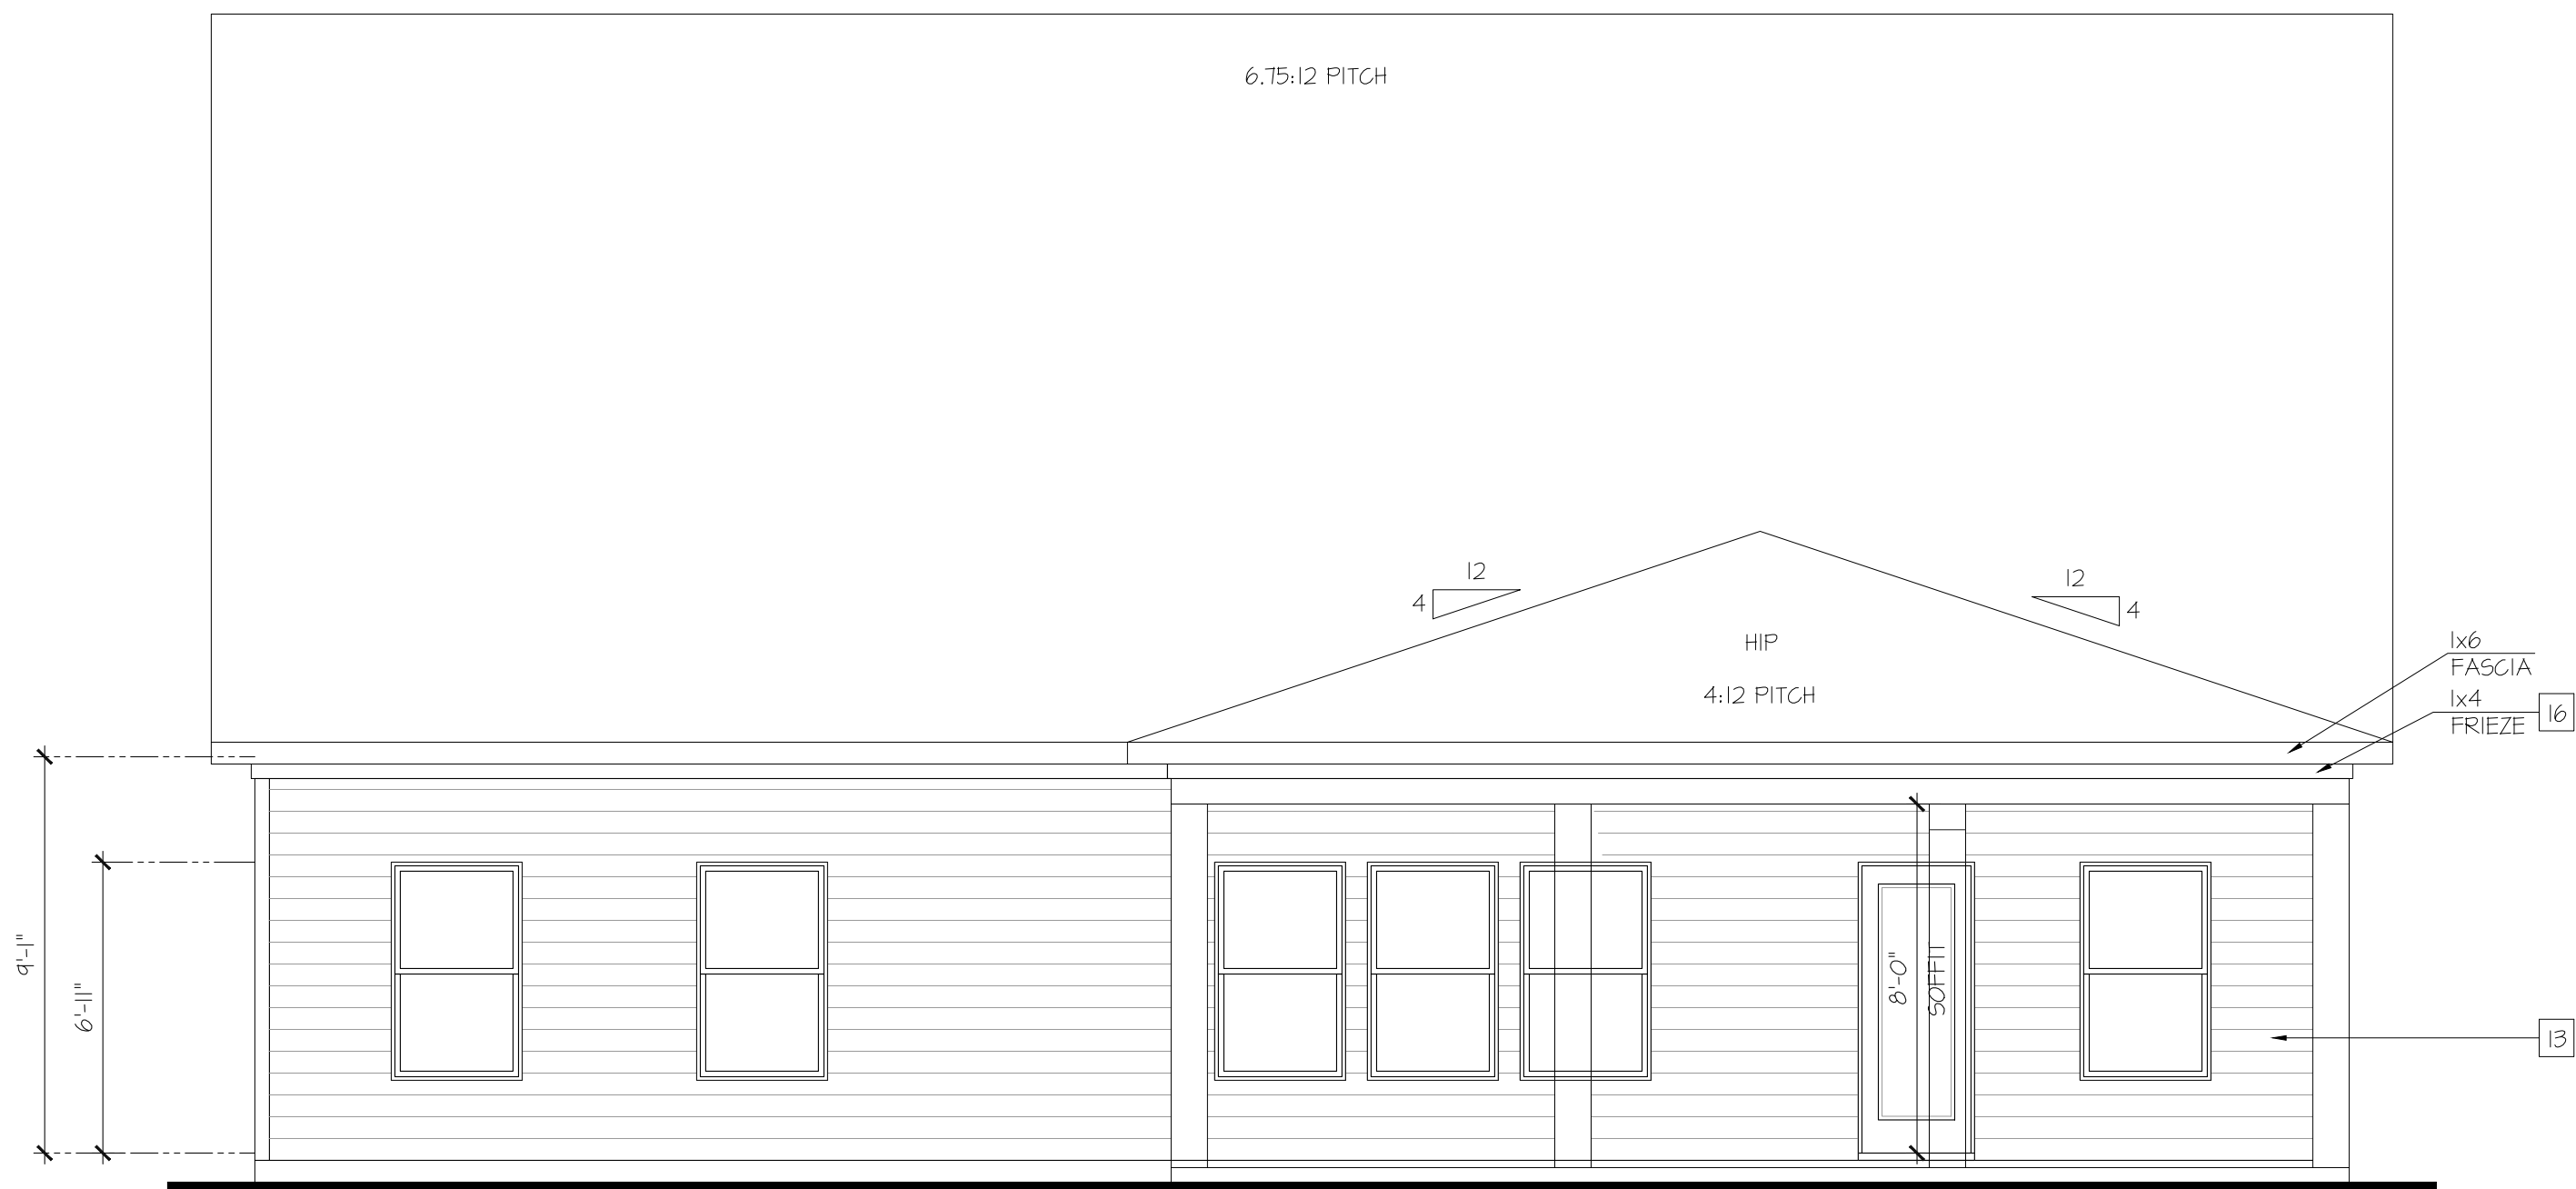 6.75:12 PITCH
12
4
12
4
HIP
4:12 PITCH
1x6
FASCIA
1x4
FRIEZE
16
9'-1"
6'-11"
8'-0"
SOFFIT
13